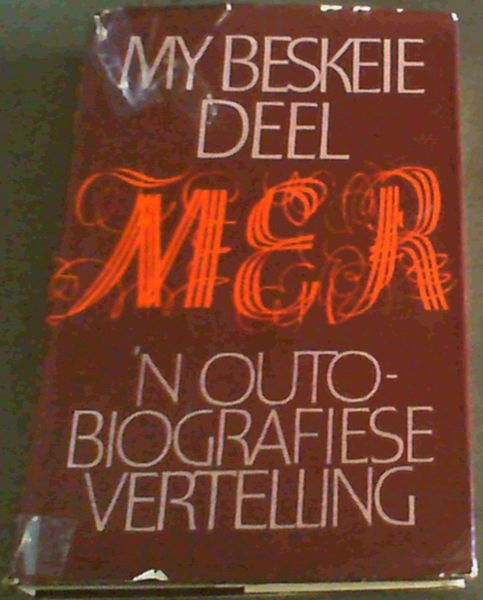 MY BESKEIE
DEEL
MER
'N OUTO-
BIOGRAFIESE
VERTELLING